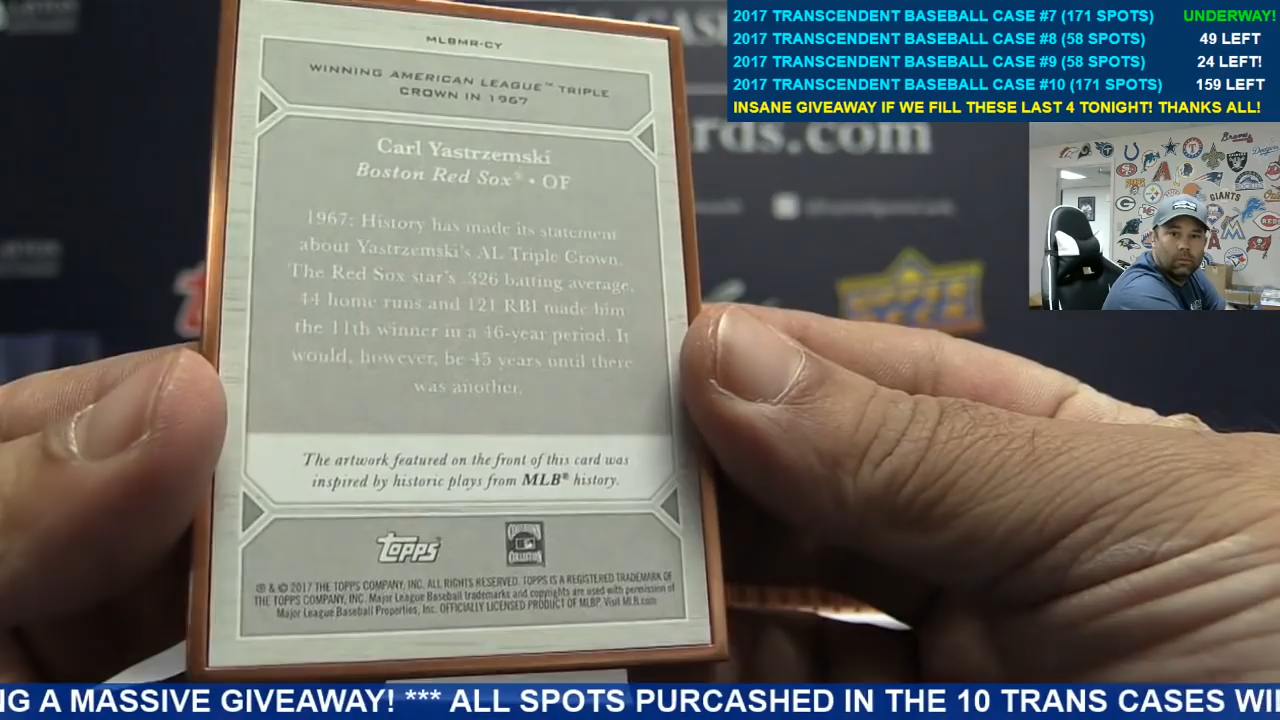 2017 TRANSCENDENT BASEBALL CASE #7 (171 SPOTS) UNDERWAY!
2017 TRANSCENDENT BASEBALL CASE #8 (58 SPOTS) 49 LEFT
2017 TRANSCENDENT BASEBALL CASE #9 (58 SPOTS) 24 LEFT!
2017 TRANSCENDENT BASEBALL CASE #10 (171 SPOTS) 159 LEFT
INSANE GIVEAWAY IF WE FILL THESE LAST 4 TONIGHT! THANKS ALL!
MLBMR-CY
WINNING AMERICAN LEAGUE™ TRIPLE
CROWN IN 1967
Carl Yastrzemski
Boston Red Sox® • OF
1967: History has made its statement
about Yastrzemski's AL Triple Crown.
The Red Sox star's .326 batting average,
44 home runs and 121 RBI made him
the 11th winner in a 46-year period. It
would, however, be 45 years until there
was another.
The artwork featured on the front of this card was
inspired by historic plays from MLB® history.
TOPPS
® & © 2017 THE TOPPS COMPANY, INC. ALL RIGHTS RESERVED. TOPPS IS A REGISTERED TRADEMARK OF
THE TOPPS COMPANY, INC. Major League Baseball trademarks and copyrights are used with permission of
Major League Baseball Properties, Inc. OFFICIALLY LICENSED PRODUCT OF MLBP. Visit MLB.com
ards.com
GIANTS
Braves
REDS
NG A MASSIVE GIVEAWAY! *** ALL SPOTS PURCASHED IN THE 10 TRANS CASES WIL